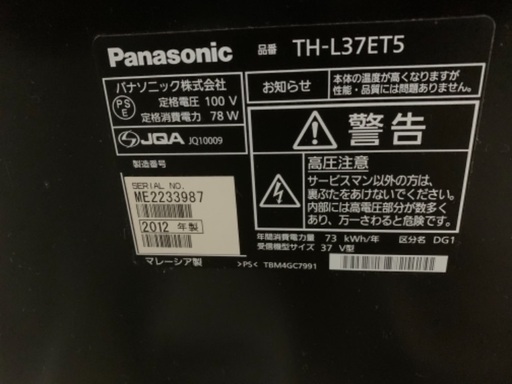 Panasonic
品番 TH-L37ET5
パナソニック株式会社
PS E
定格電圧 100 V
定格消費電力 78 W
JQA JQ10009
お知らせ
本体の温度が高くなりますが
性能・品質には問題ありません
警告
高圧注意
サービスマン以外の方は、
裏ぶたをあけないでください。
内部には高電圧部分が数多く
あり、万一さわると危険です。
製造番号
SERIAL NO.
ME2233987
2012 年製
マレーシア製
年間消費電力量 73 kWh/年 区分名 DG1
受信機型サイズ 37 V型
>PS< TBM4GC7991